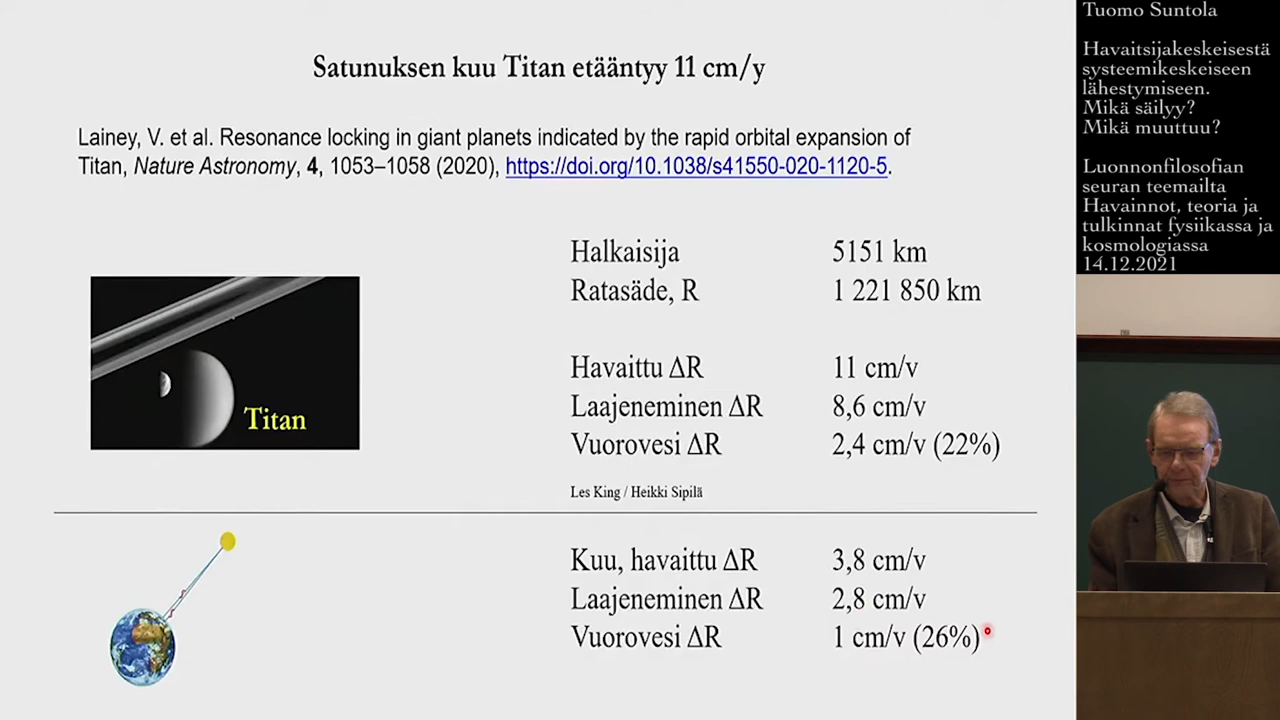 Satunuksen kuu Titan etääntyy 11 cm/y
Lainey, V. et al. Resonance locking in giant planets indicated by the rapid orbital expansion of
Titan, Nature Astronomy, 4, 1053–1058 (2020), https://doi.org/10.1038/s41550-020-1120-5.
Halkaisija 5151 km
Ratasäde, R 1 221 850 km
Havaittu ΔR 11 cm/v
Laajeneminen ΔR 8,6 cm/v
Vuorovesi ΔR 2,4 cm/v (22%)
Les King / Heikki Sipilä
Titan
Kuu, havaittu ΔR 3,8 cm/v
Laajeneminen ΔR 2,8 cm/v
Vuorovesi ΔR 1 cm/v (26%)
Tuomo Suntola
Havaitsijakeskeisestä
systeemikeskeiseen
lähestymiseen.
Mikä säilyy?
Mikä muuttuu?
Luonnonfilosofian
seuran teemailta
Havainnot, teoria ja
tulkinnat fysiikassa ja
kosmologiassa
14.12.2021